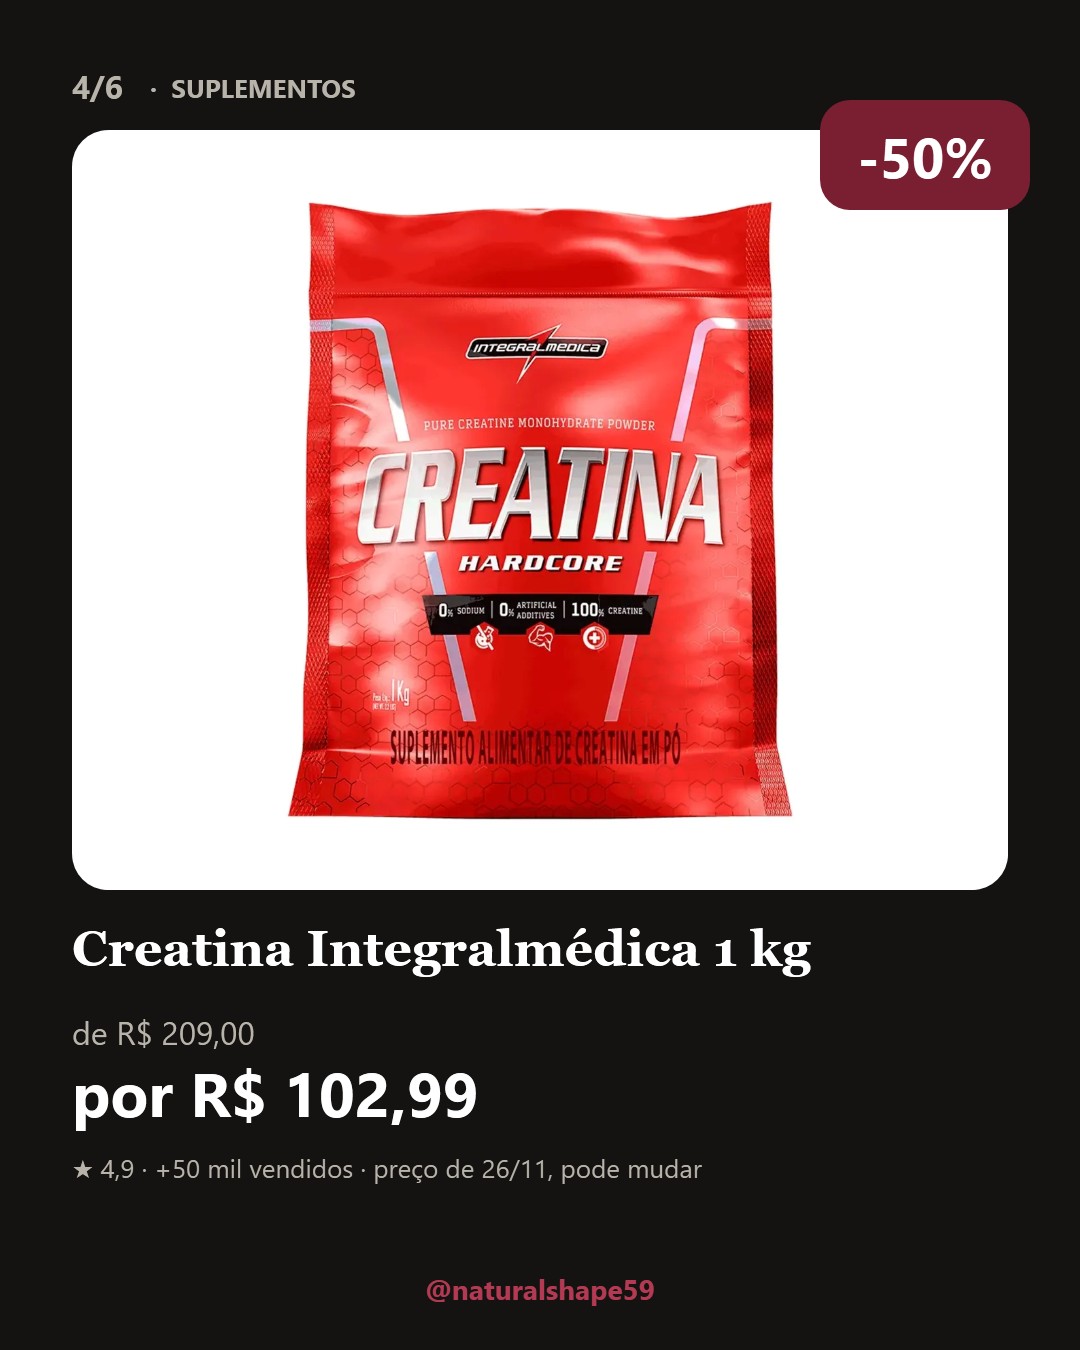 4/6 · SUPLEMENTOS
-50%
INTEGRALMEDICA
PURE CREATINE MONOHYDRATE POWDER
CREATINA
HARDCORE
0% SODIUM | 0% ARTIFICIAL ADDITIVES | 100% CREATINE
1 Kg
SUPLEMENTO ALIMENTAR DE CREATINA EM PÓ
Creatina Integralmédica 1 kg
de R$ 209,00
por R$ 102,99
★ 4,9 · +50 mil vendidos · preço de 26/11, pode mudar
@naturalshape59